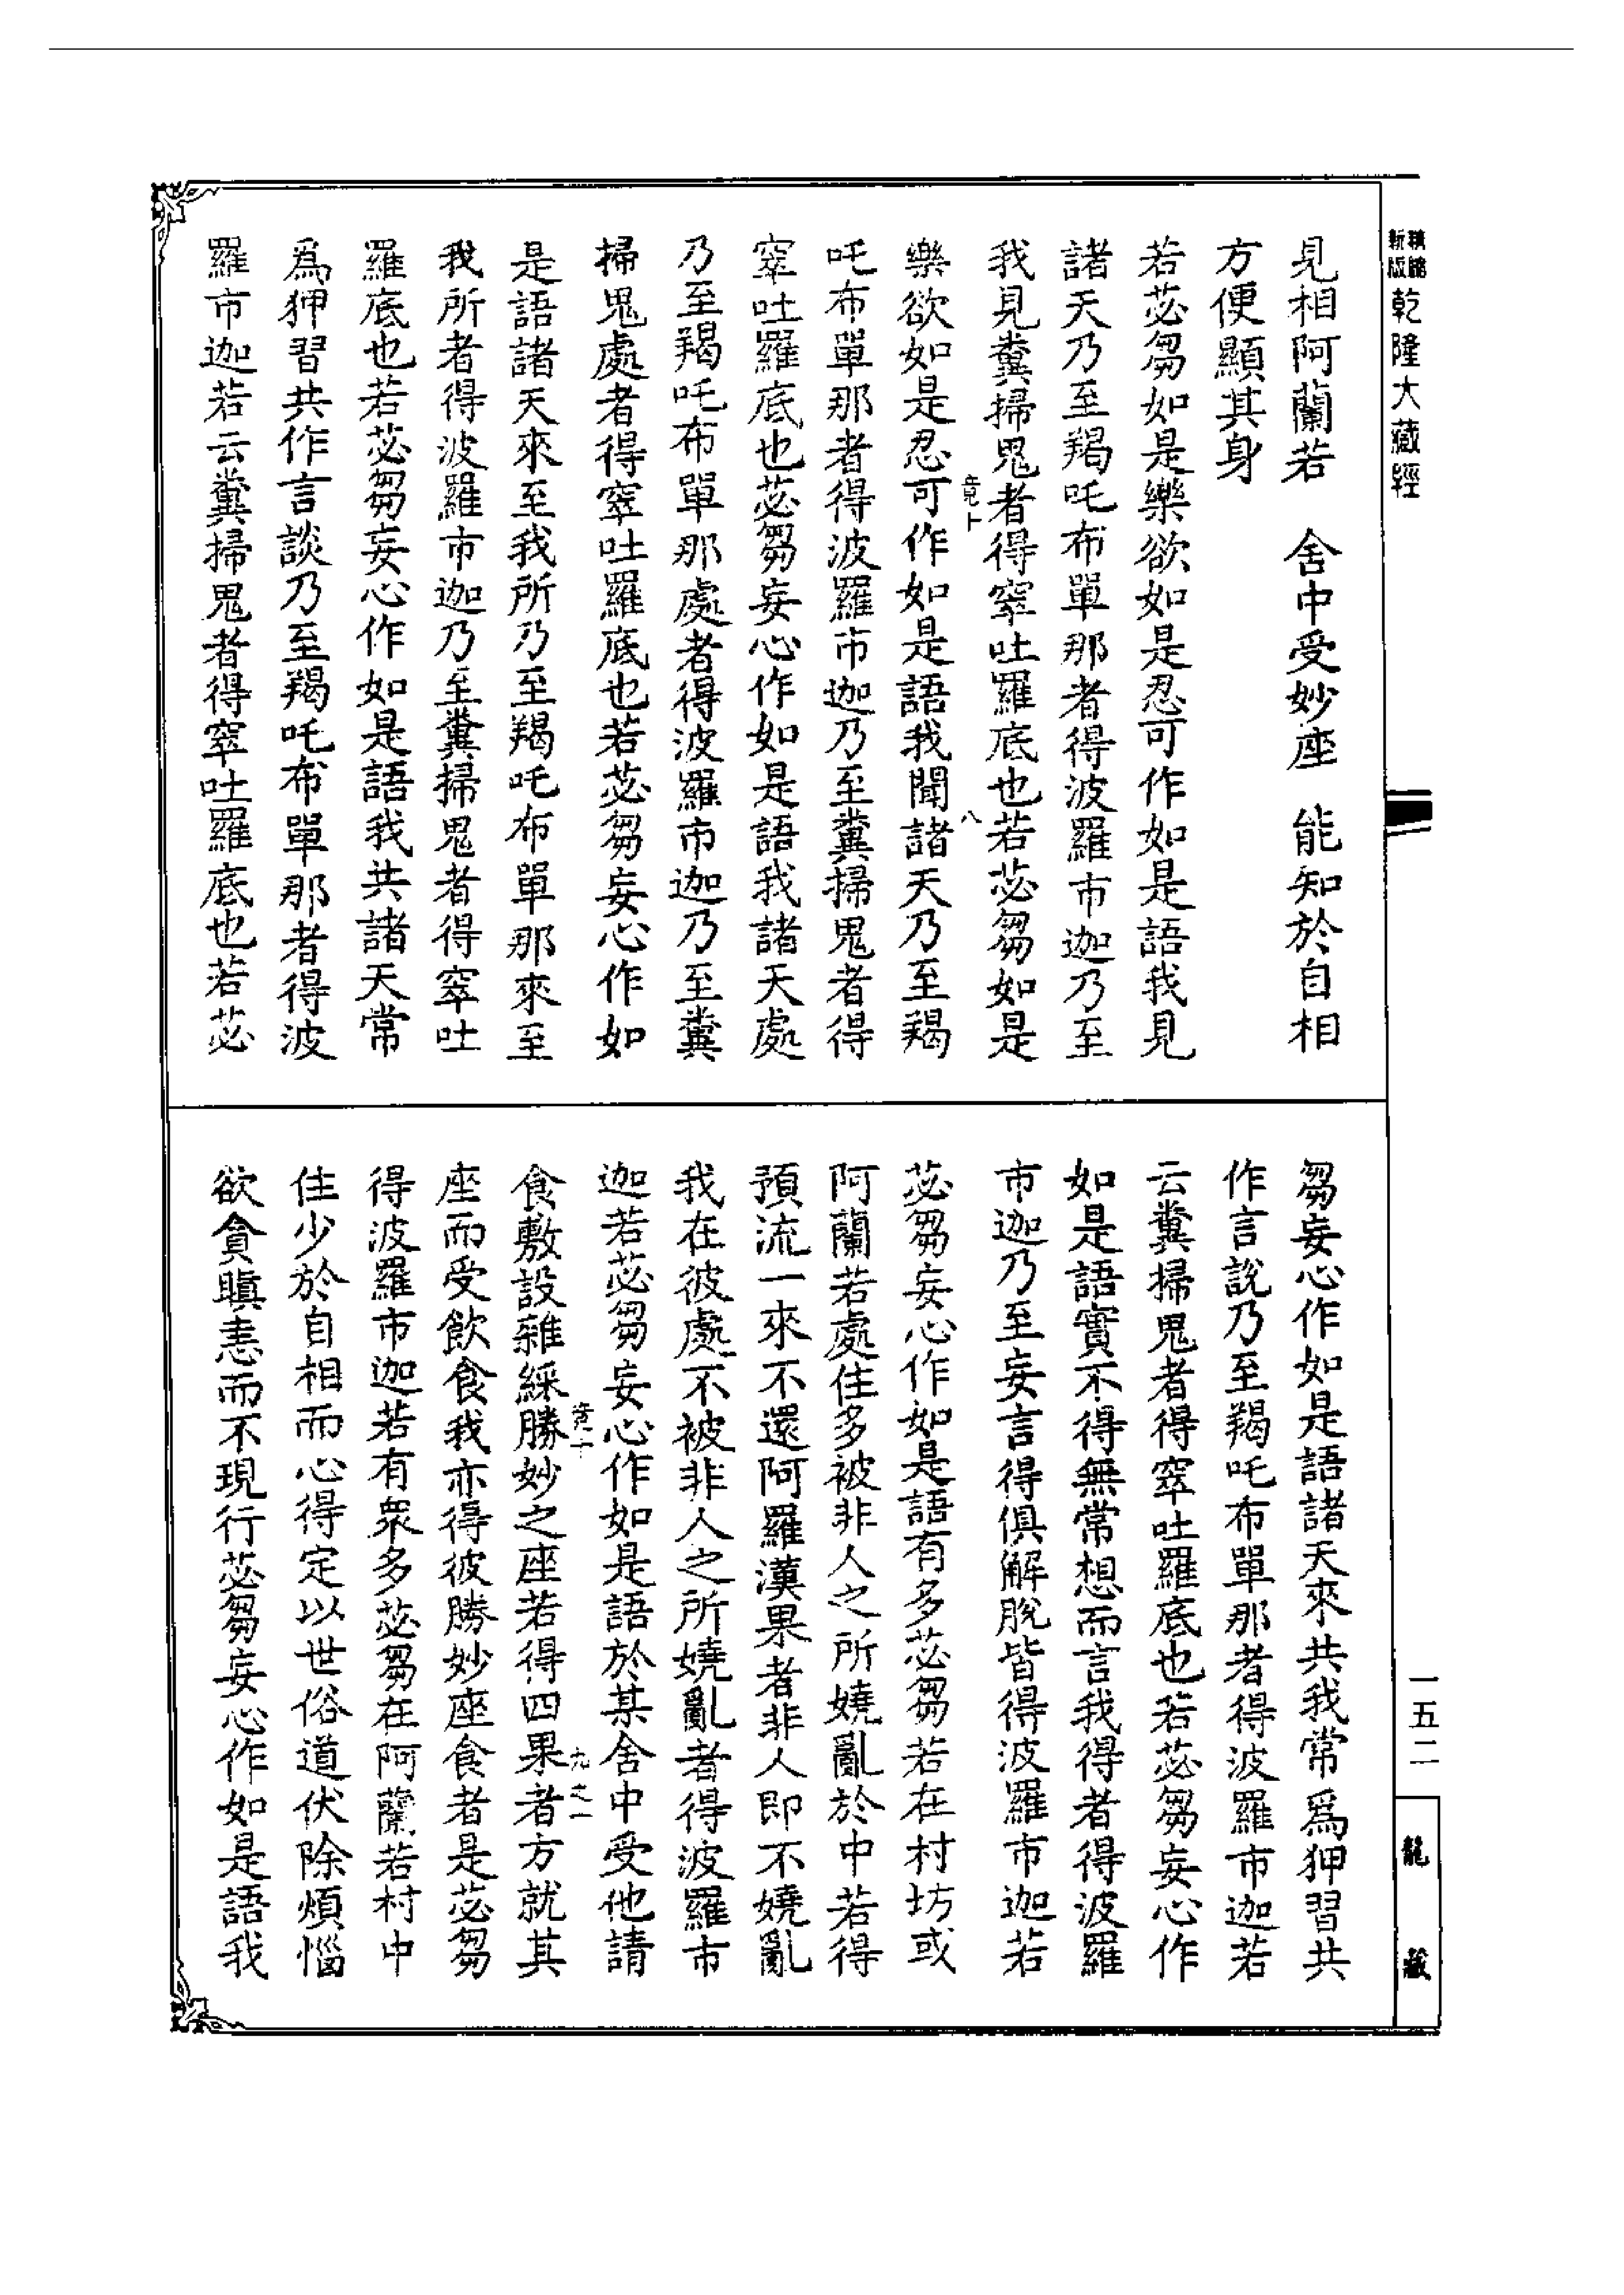 新版
精縮
乾隆大藏經
見相阿蘭若　舍中受妙座　能知於自相
方便顯其身
若苾芻如是樂欲如是忍可作如是語我見
諸天乃至羯吒布單那者得波羅市迦乃至
我見糞掃鬼者得窣吐羅底也若苾芻如是
竟十　八
樂欲如是忍可作如是語我聞諸天乃至羯
吒布單那者得波羅市迦乃至糞掃鬼者得
窣吐羅底也苾芻妄心作如是語我諸天處
乃至羯吒布單那處者得波羅市迦乃至糞
掃鬼處者得窣吐羅底也若苾芻妄心作如
是語諸天來至我所乃至羯吒布單那來至
我所者得波羅市迦乃至糞掃鬼者得窣吐
羅底也若苾芻妄心作如是語我共諸天常
爲狎習共作言談乃至羯吒布單那者得波
羅市迦若云糞掃鬼者得窣吐羅底也若苾
芻妄心作如是語諸天來共我常爲狎習共
作言說乃至羯吒布單那者得波羅市迦若
云糞掃鬼者得窣吐羅底也若苾芻妄心作
如是語實不得無常想而言我得者得波羅
市迦乃至妄言得俱解脫皆得波羅市迦若
苾芻妄心作如是語有多苾芻若在村坊或
阿蘭若處住多被非人之所嬈亂於中若得
預流一來不還阿羅漢果者非人即不嬈亂
我在彼處不被非人之所嬈亂者得波羅市
迦若苾芻妄心作如是語於某舍中受他請
竟十　九之一
食敷設雜綵勝妙之座若得四果者方就其
座而受飲食我亦得彼勝妙座食者是苾芻
得波羅市迦若有眾多苾芻在阿蘭若村中
住少於自相而心得定以世俗道伏除煩惱
欲貪瞋恚而不現行苾芻妄心作如是語我
一五二
龍藏